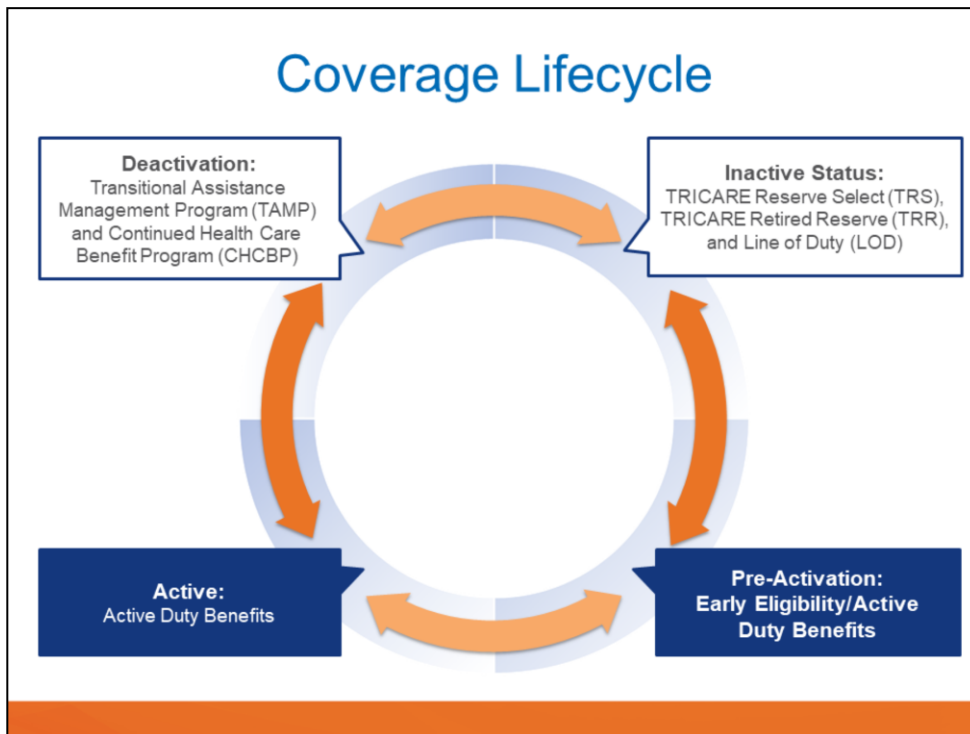 Coverage Lifecycle
Deactivation:
Transitional Assistance
Management Program (TAMP)
and Continued Health Care
Benefit Program (CHCBP)
Inactive Status:
TRICARE Reserve Select (TRS),
TRICARE Retired Reserve (TRR),
and Line of Duty (LOD)
Active:
Active Duty Benefits
Pre-Activation:
Early Eligibility/Active
Duty Benefits